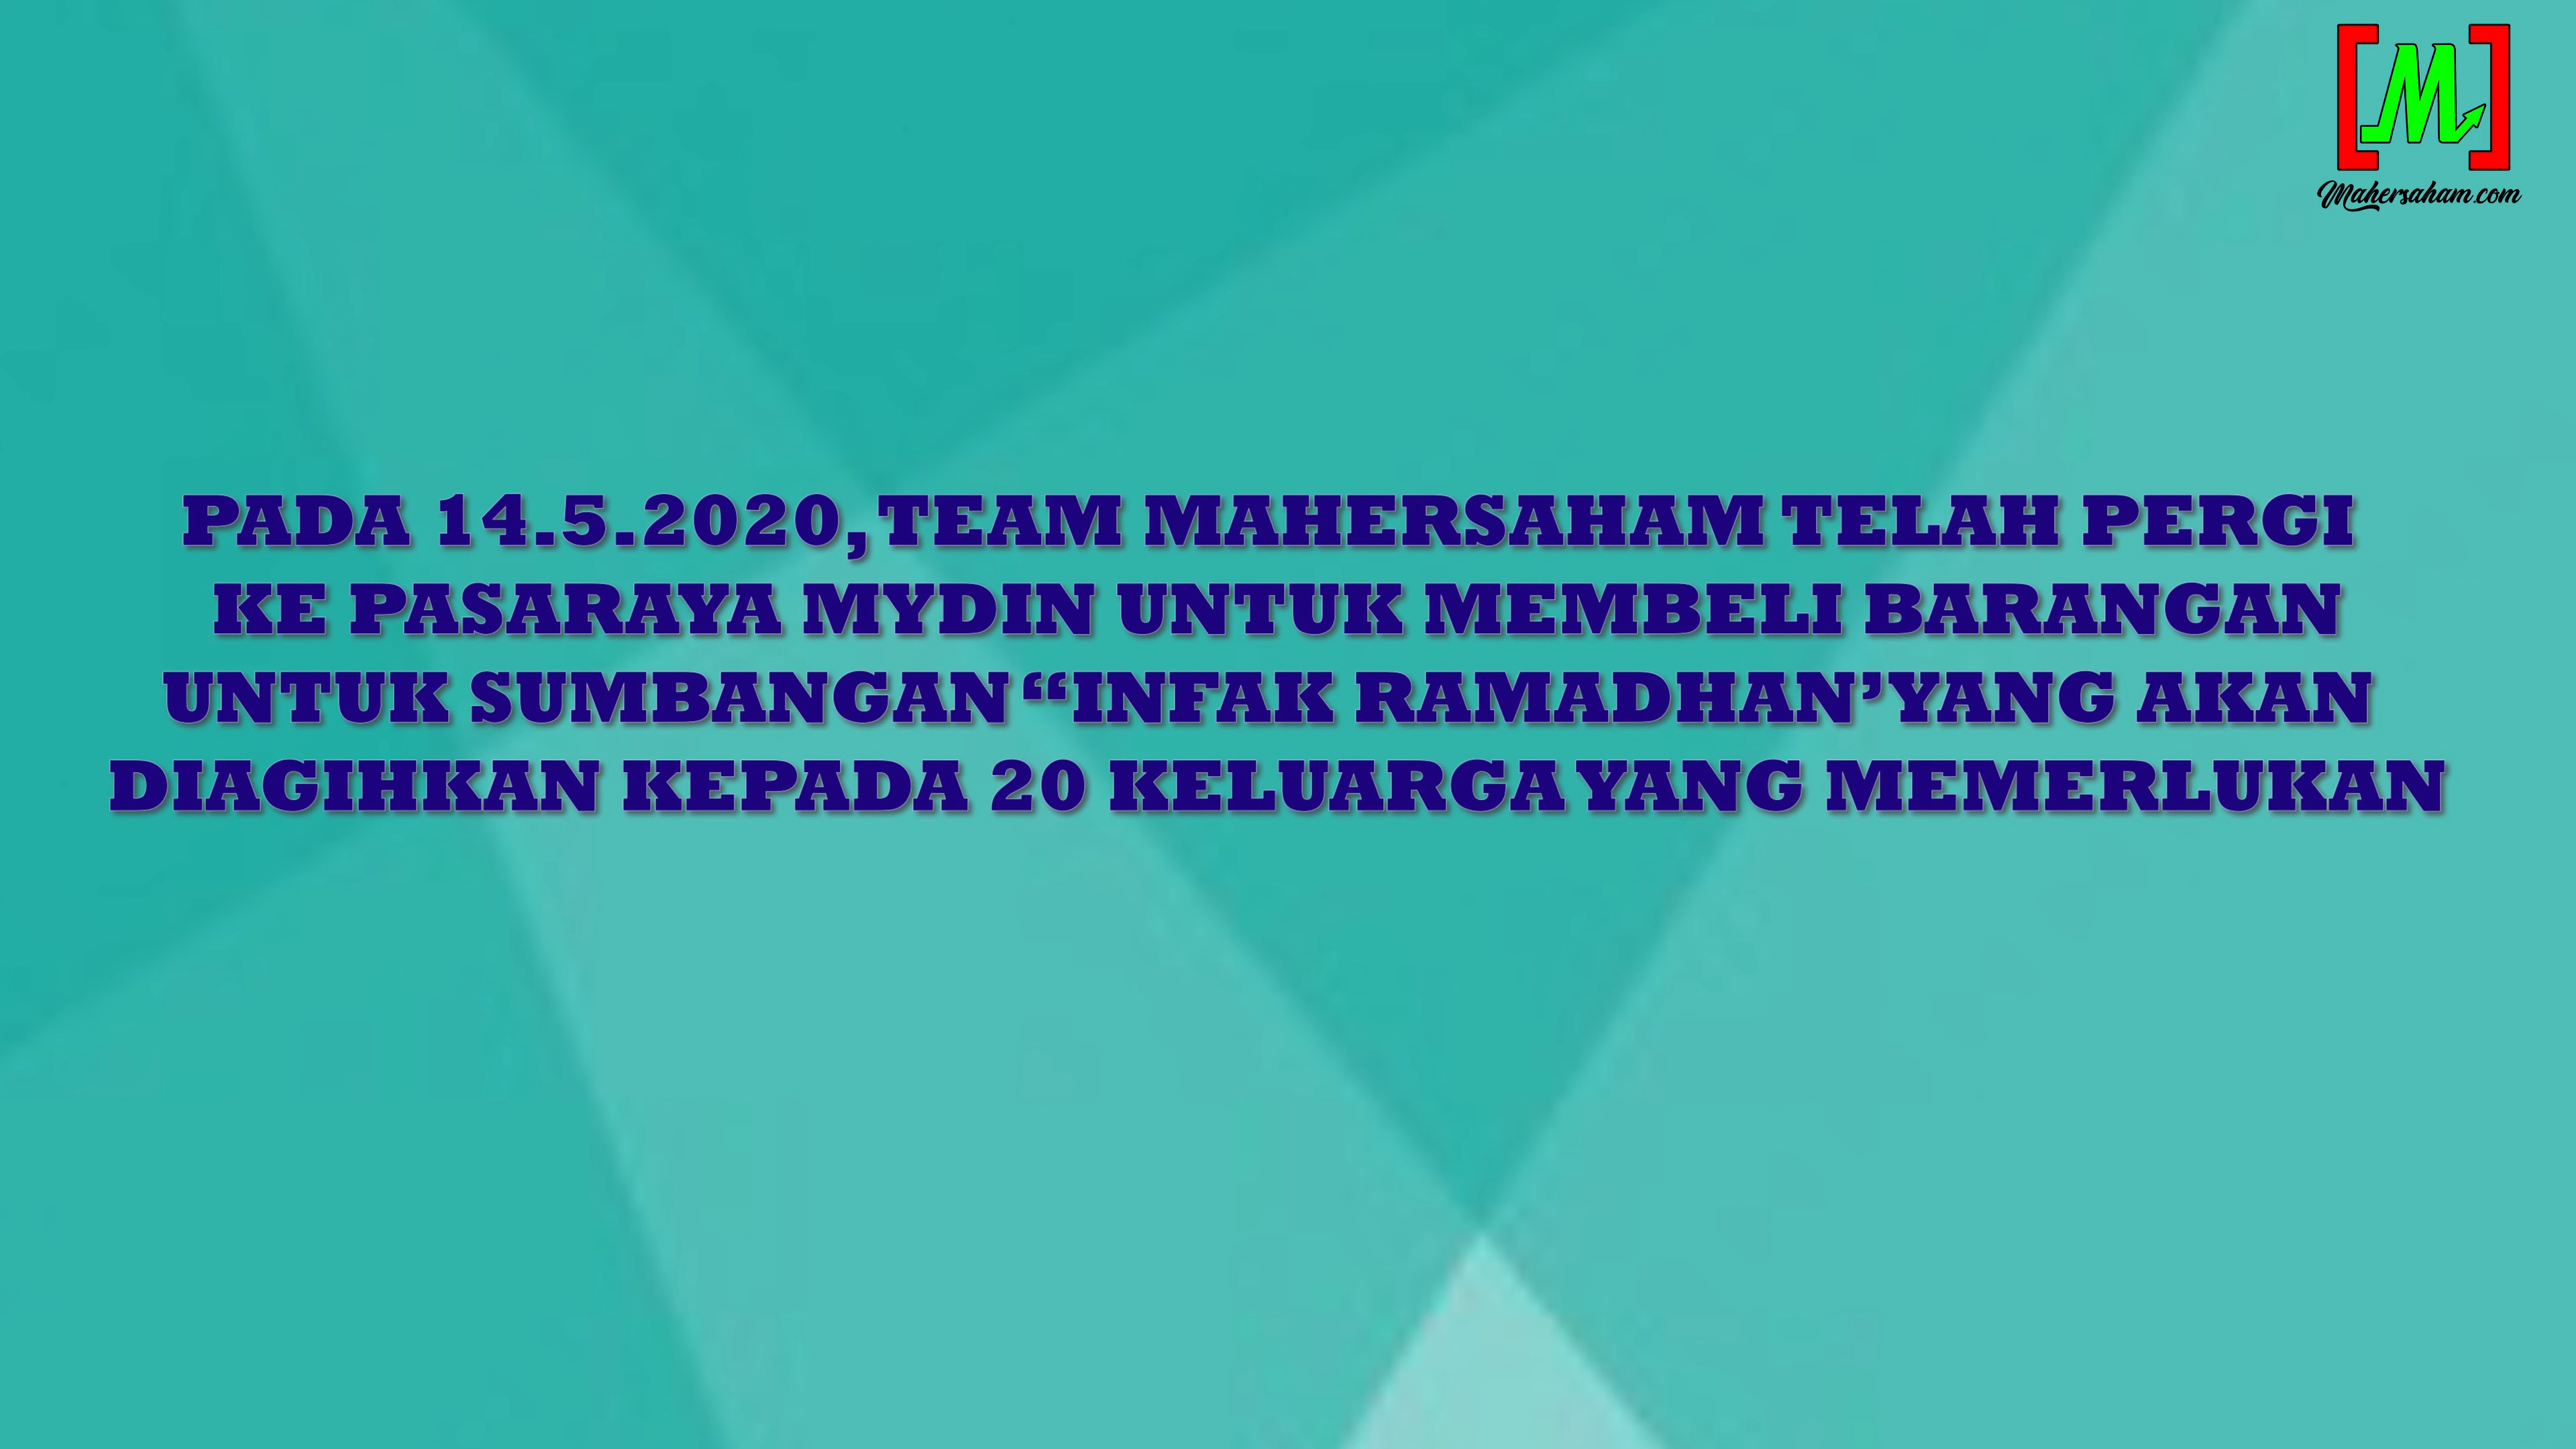 Mahersaham.com
PADA 14.5.2020, TEAM MAHERSAHAM TELAH PERGI
KE PASARAYA MYDIN UNTUK MEMBELI BARANGAN
UNTUK SUMBANGAN “INFAK RAMADHAN’ YANG AKAN
DIAGIHKAN KEPADA 20 KELUARGA YANG MEMERLUKAN